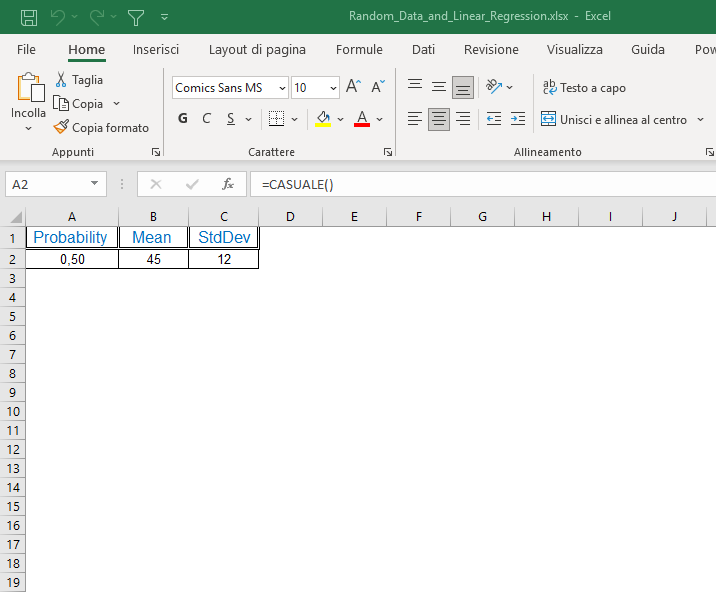 Random_Data_and_Linear_Regression.xlsx - Excel
File Home Inserisci Layout di pagina Formule Dati Revisione Visualizza Guida Pow
Incolla
Taglia
Copia
Copia formato
Appunti
Comics Sans MS 10 A A
G C S A
Carattere
ab Testo a capo
Unisci e allinea al centro
Allineamento
A2 fx =CASUALE()
A B C D E F G H I J
1 Probability Mean StdDev
2 0,50 45 12
3
4
5
6
7
8
9
10
11
12
13
14
15
16
17
18
19